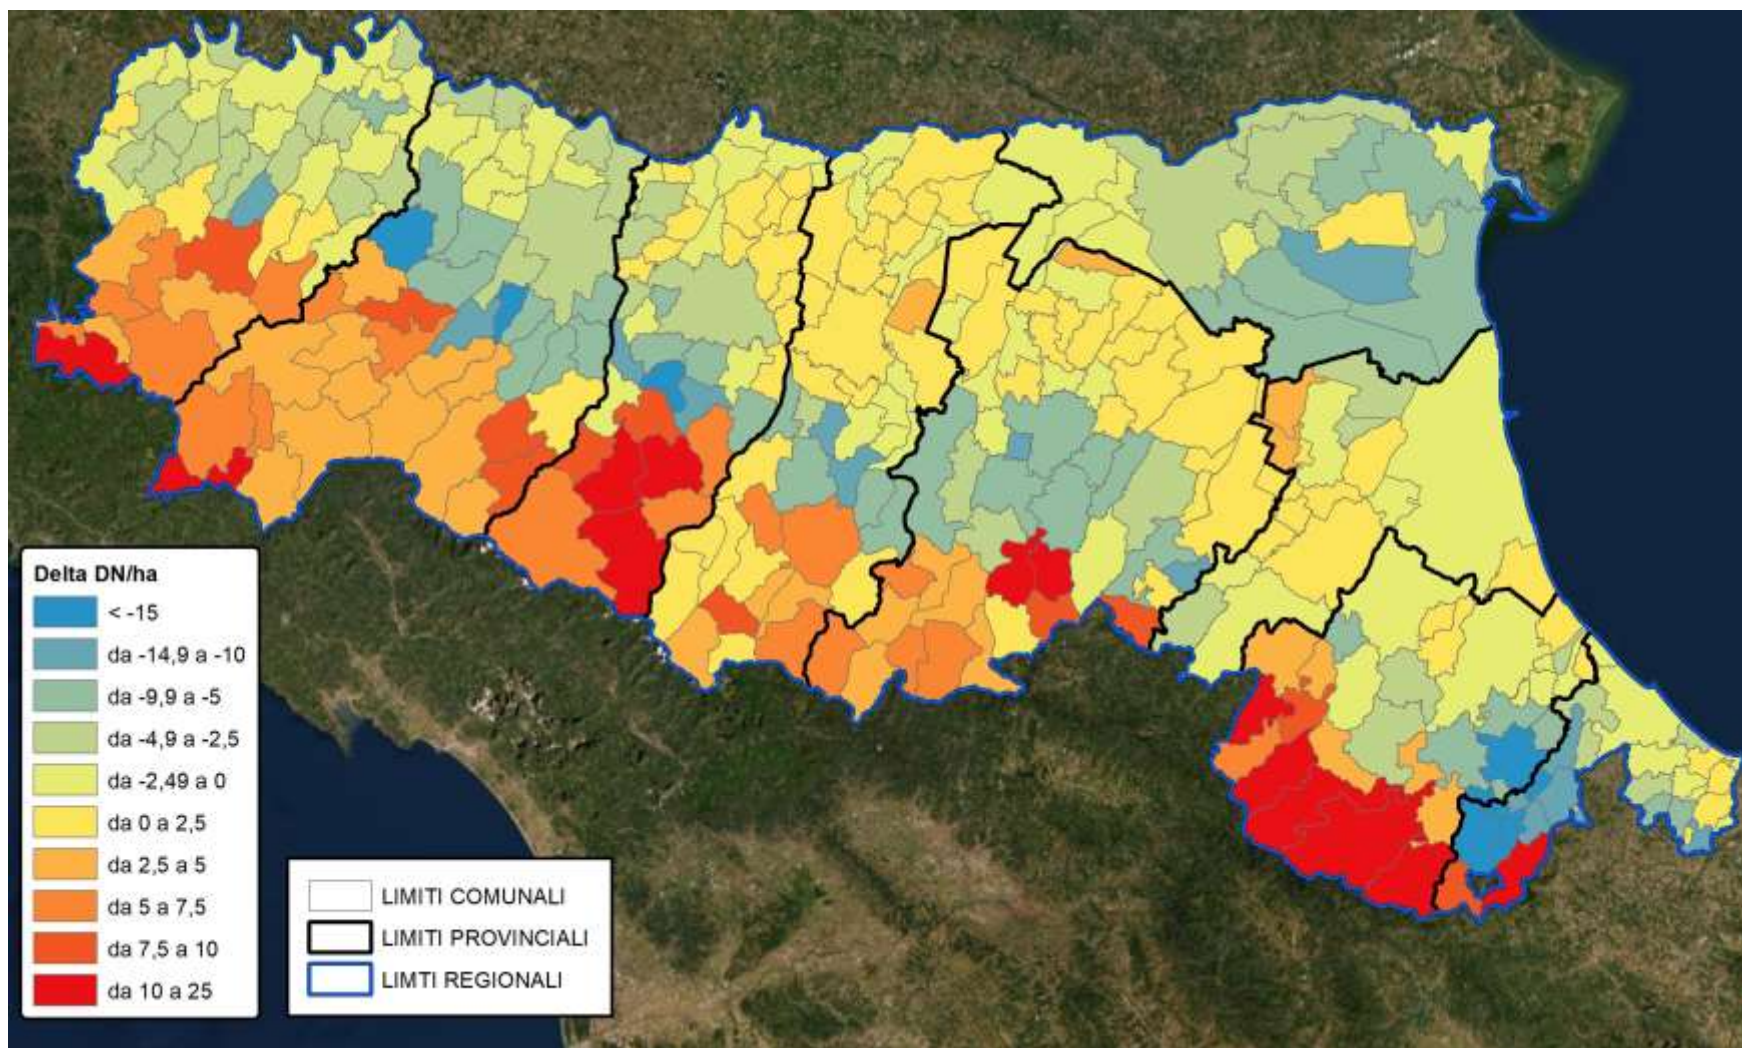 Delta DN/ha
< -15
da -14,9 a -10
da -9,9 a -5
da -4,9 a -2,5
da -2,49 a 0
da 0 a 2,5
da 2,5 a 5
da 5 a 7,5
da 7,5 a 10
da 10 a 25
LIMITI COMUNALI
LIMITI PROVINCIALI
LIMTI REGIONALI